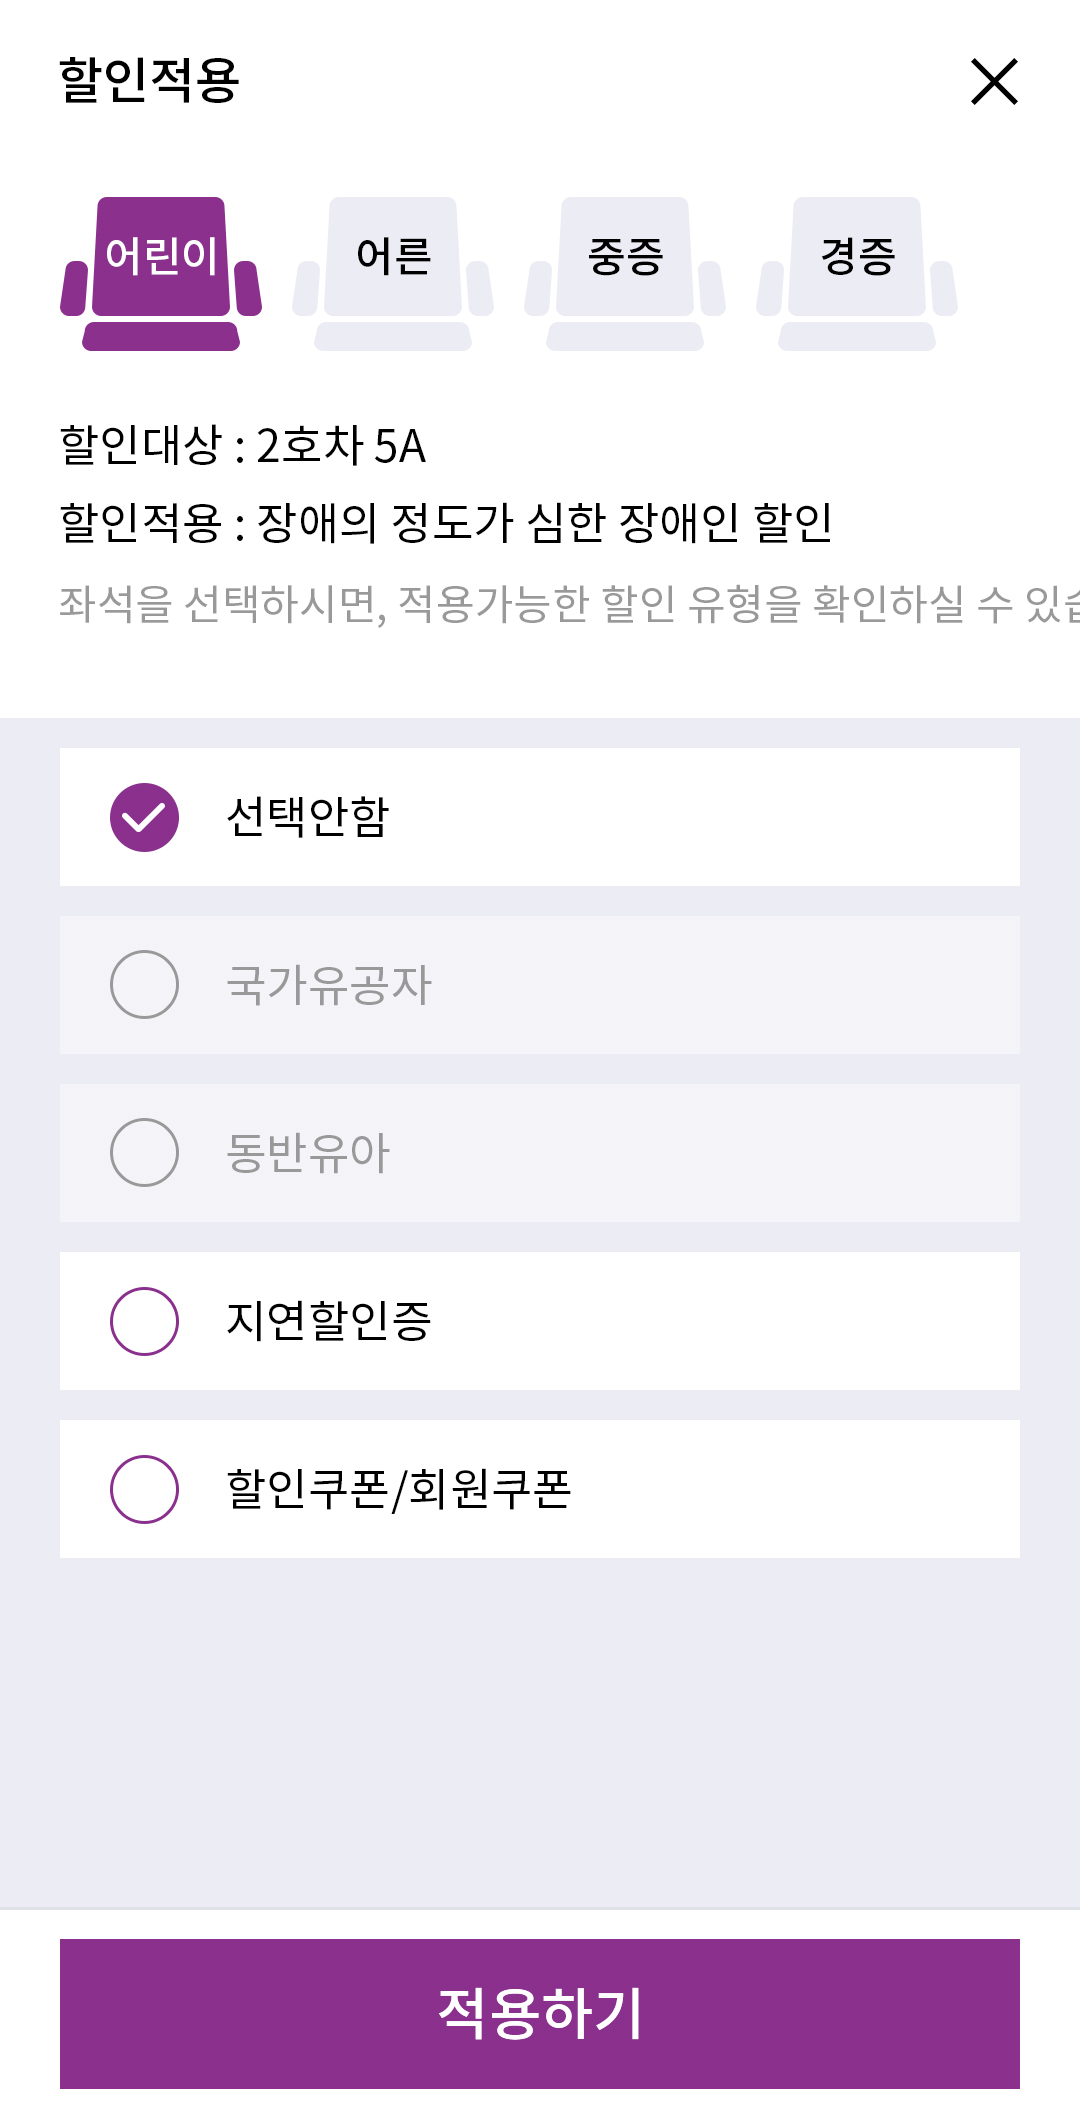 할인적용
어린이 어른 중증 경증
할인대상 : 2호차 5A
할인적용 : 장애의 정도가 심한 장애인 할인
좌석을 선택하시면, 적용가능한 할인 유형을 확인하실 수 있습
선택안함
국가유공자
동반유아
지연할인증
할인쿠폰/회원쿠폰
적용하기